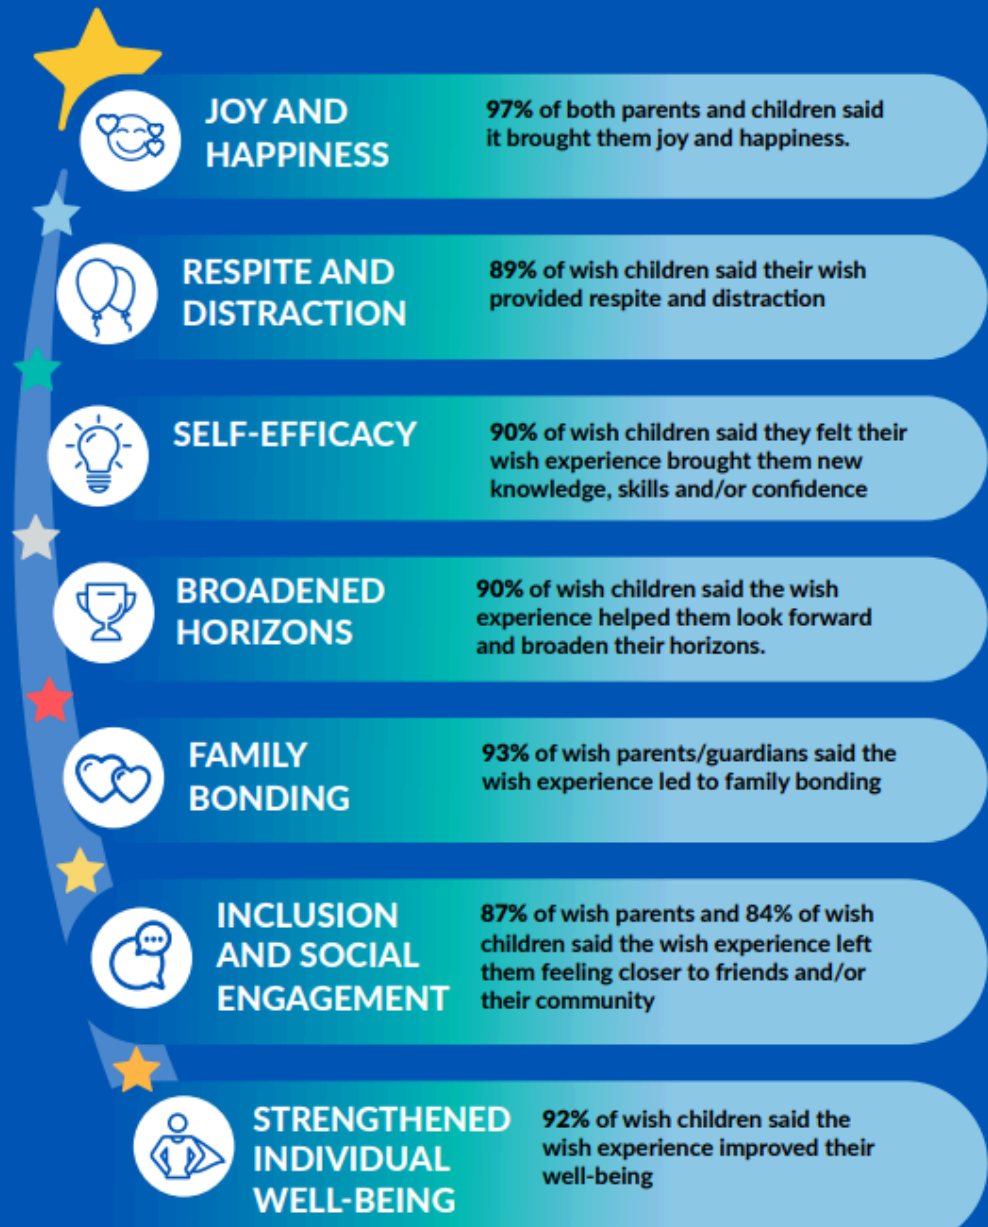 JOY AND
HAPPINESS
97% of both parents and children said
it brought them joy and happiness.
RESPITE AND
DISTRACTION
89% of wish children said their wish
provided respite and distraction
SELF-EFFICACY
90% of wish children said they felt their
wish experience brought them new
knowledge, skills and/or confidence
BROADENED
HORIZONS
90% of wish children said the wish
experience helped them look forward
and broaden their horizons.
FAMILY
BONDING
93% of wish parents/guardians said the
wish experience led to family bonding
INCLUSION
AND SOCIAL
ENGAGEMENT
87% of wish parents and 84% of wish
children said the wish experience left
them feeling closer to friends and/or
their community
STRENGTHENED
INDIVIDUAL
WELL-BEING
92% of wish children said the
wish experience improved their
well-being